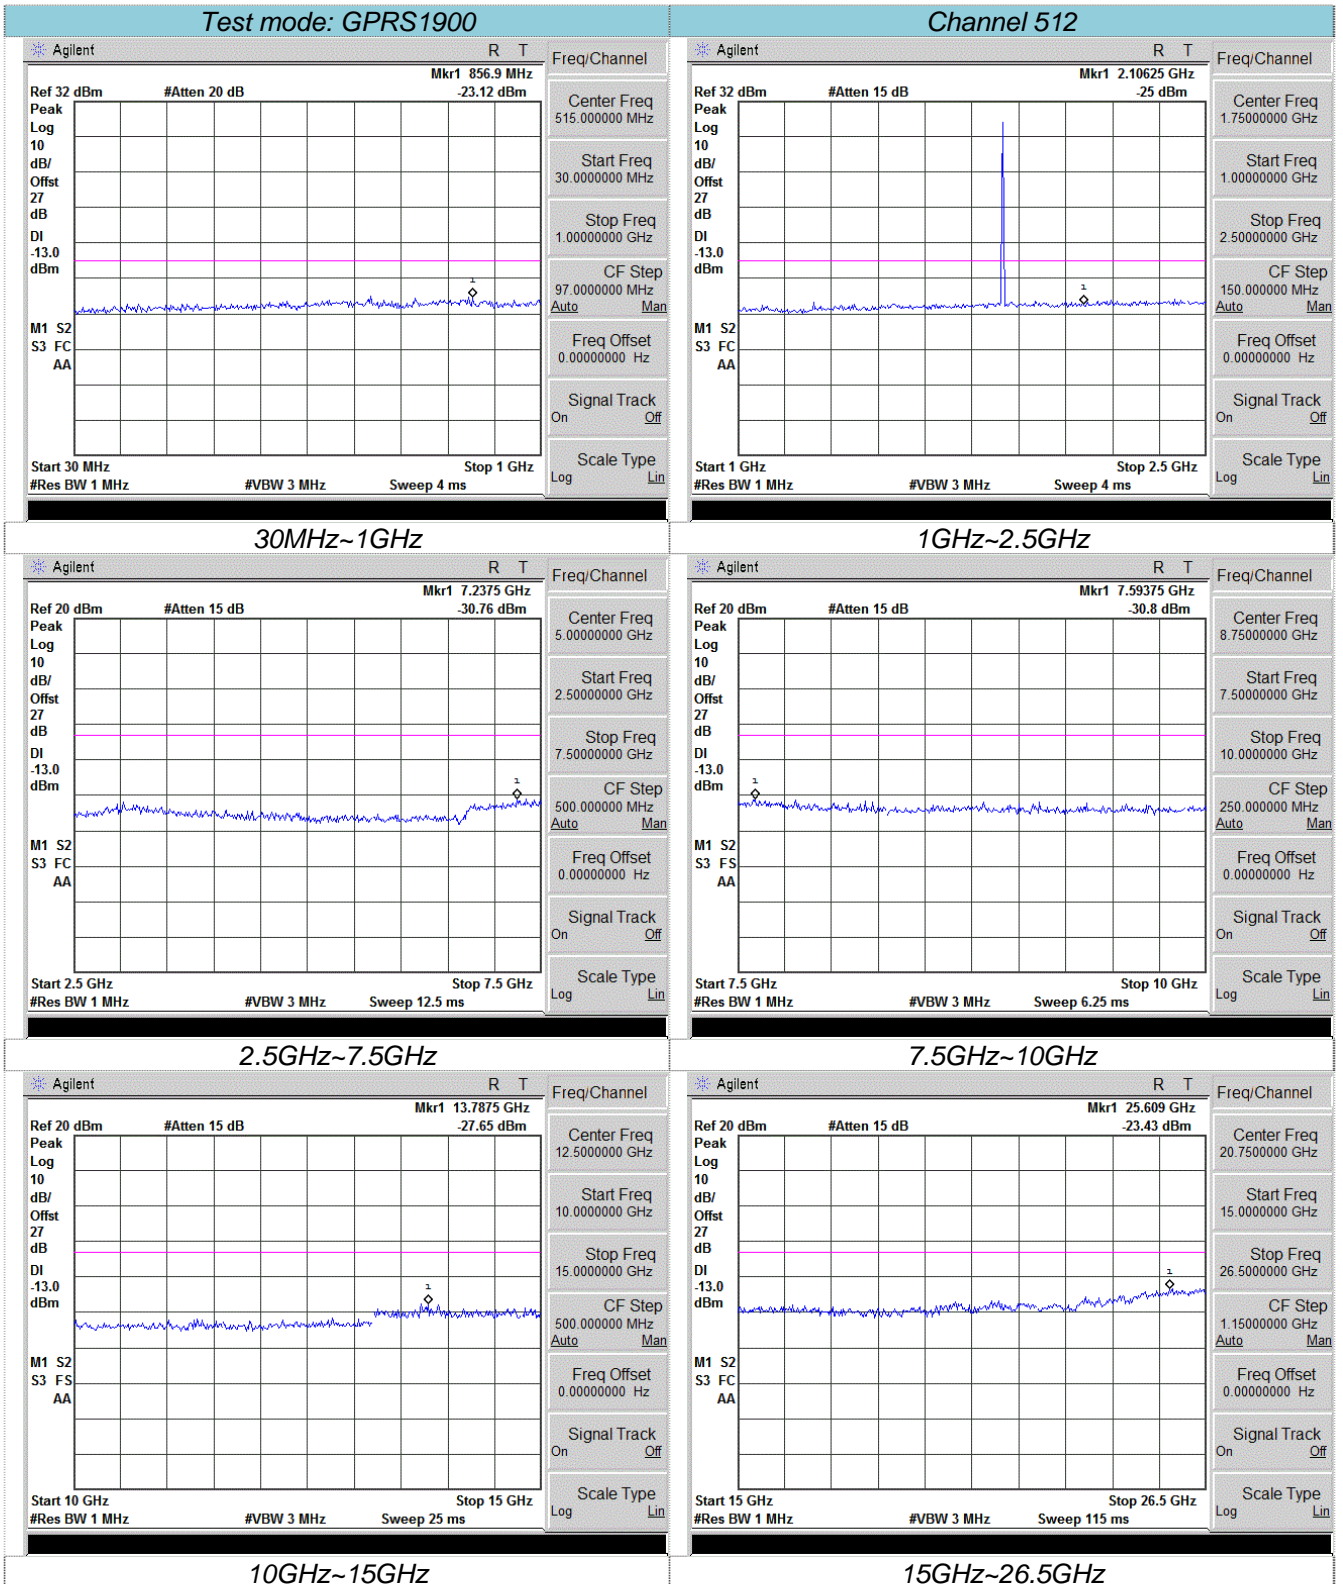 Test mode: GPRS1900
Channel 512
Agilent R T
Freq/Channel
Mkr1 856.9 MHz
Ref 32 dBm #Atten 20 dB -23.12 dBm
Peak
Log
10
dB/
Offst
27
dB
DI
-13.0
dBm
M1 S2
S3 FC
AA
1
Start 30 MHz Stop 1 GHz
#Res BW 1 MHz #VBW 3 MHz Sweep 4 ms
Center Freq
515.000000 MHz
Start Freq
30.0000000 MHz
Stop Freq
1.00000000 GHz
CF Step
97.0000000 MHz
Auto Man
Freq Offset
0.00000000 Hz
Signal Track
On Off
Scale Type
Log Lin
30MHz~1GHz
Agilent R T
Freq/Channel
Mkr1 2.10625 GHz
Ref 32 dBm #Atten 15 dB -25 dBm
Peak
Log
10
dB/
Offst
27
dB
DI
-13.0
dBm
M1 S2
S3 FC
AA
1
Start 1 GHz Stop 2.5 GHz
#Res BW 1 MHz #VBW 3 MHz Sweep 4 ms
Center Freq
1.75000000 GHz
Start Freq
1.00000000 GHz
Stop Freq
2.50000000 GHz
CF Step
150.000000 MHz
Auto Man
Freq Offset
0.00000000 Hz
Signal Track
On Off
Scale Type
Log Lin
1GHz~2.5GHz
Agilent R T
Freq/Channel
Mkr1 7.2375 GHz
Ref 20 dBm #Atten 15 dB -30.76 dBm
Peak
Log
10
dB/
Offst
27
dB
DI
-13.0
dBm
M1 S2
S3 FC
AA
1
Start 2.5 GHz Stop 7.5 GHz
#Res BW 1 MHz #VBW 3 MHz Sweep 12.5 ms
Center Freq
5.00000000 GHz
Start Freq
2.50000000 GHz
Stop Freq
7.50000000 GHz
CF Step
500.000000 MHz
Auto Man
Freq Offset
0.00000000 Hz
Signal Track
On Off
Scale Type
Log Lin
2.5GHz~7.5GHz
Agilent R T
Freq/Channel
Mkr1 7.59375 GHz
Ref 20 dBm #Atten 15 dB -30.8 dBm
Peak
Log
10
dB/
Offst
27
dB
DI
-13.0
dBm
M1 S2
S3 FS
AA
1
Start 7.5 GHz Stop 10 GHz
#Res BW 1 MHz #VBW 3 MHz Sweep 6.25 ms
Center Freq
8.75000000 GHz
Start Freq
7.50000000 GHz
Stop Freq
10.0000000 GHz
CF Step
250.000000 MHz
Auto Man
Freq Offset
0.00000000 Hz
Signal Track
On Off
Scale Type
Log Lin
7.5GHz~10GHz
Agilent R T
Freq/Channel
Mkr1 13.7875 GHz
Ref 20 dBm #Atten 15 dB -27.65 dBm
Peak
Log
10
dB/
Offst
27
dB
DI
-13.0
dBm
M1 S2
S3 FS
AA
1
Start 10 GHz Stop 15 GHz
#Res BW 1 MHz #VBW 3 MHz Sweep 25 ms
Center Freq
12.5000000 GHz
Start Freq
10.0000000 GHz
Stop Freq
15.0000000 GHz
CF Step
500.000000 MHz
Auto Man
Freq Offset
0.00000000 Hz
Signal Track
On Off
Scale Type
Log Lin
10GHz~15GHz
Agilent R T
Freq/Channel
Mkr1 25.609 GHz
Ref 20 dBm #Atten 15 dB -23.43 dBm
Peak
Log
10
dB/
Offst
27
dB
DI
-13.0
dBm
M1 S2
S3 FC
AA
1
Start 15 GHz Stop 26.5 GHz
#Res BW 1 MHz #VBW 3 MHz Sweep 115 ms
Center Freq
20.7500000 GHz
Start Freq
15.0000000 GHz
Stop Freq
26.5000000 GHz
CF Step
1.15000000 GHz
Auto Man
Freq Offset
0.00000000 Hz
Signal Track
On Off
Scale Type
Log Lin
15GHz~26.5GHz